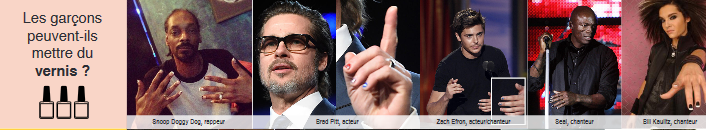 Les garçons
peuvent-ils
mettre du
vernis ?
Snoop Doggy Dog, rappeur
Brad Pitt, acteur
Zach Efron, acteur/chanteur
Seal, chanteur
Bill Kaulitz, chanteur